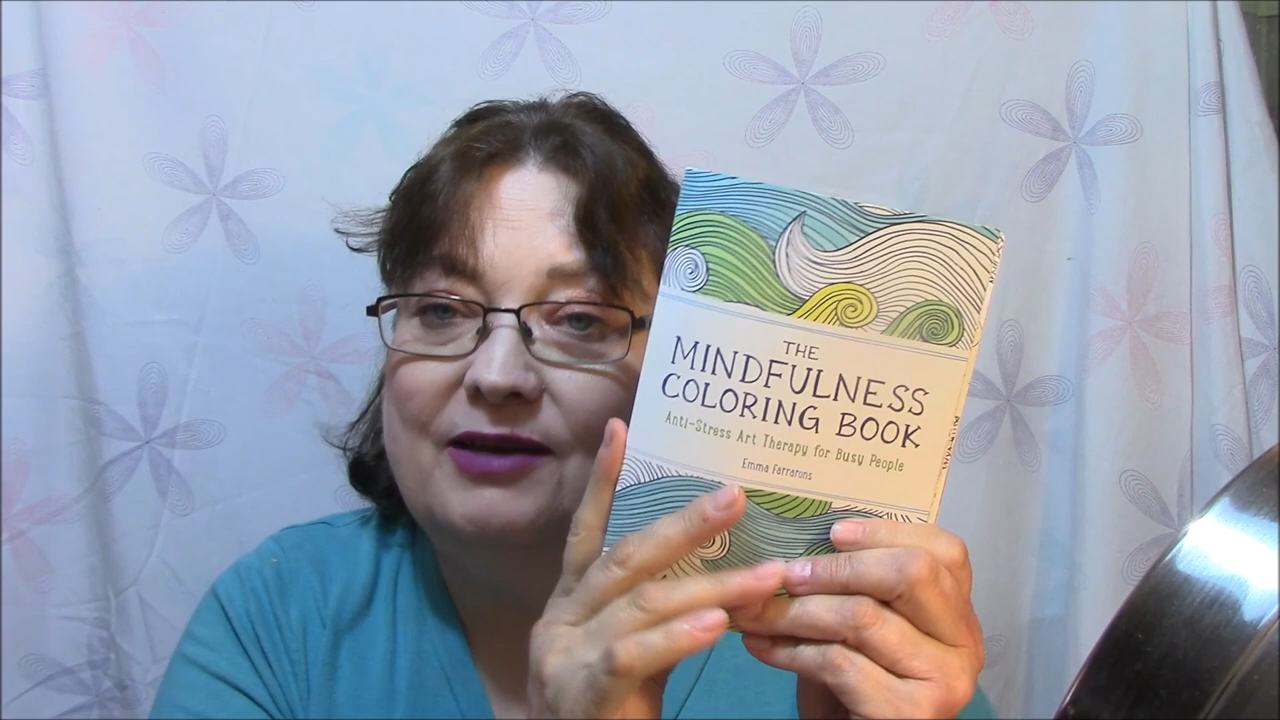 THE
MINDFULNESS
COLORING BOOK
Anti-Stress Art Therapy for Busy People
Emma Farrarons